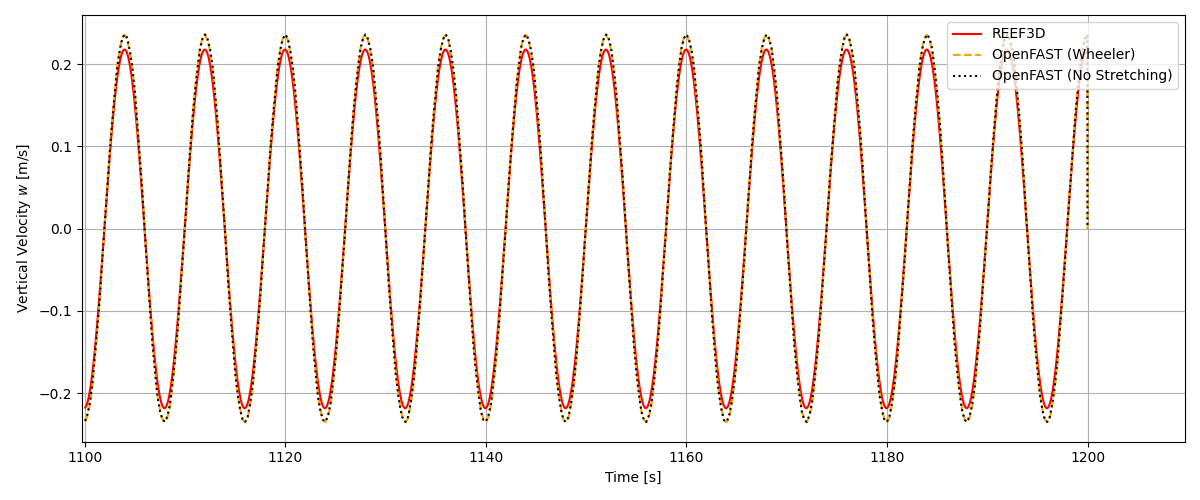 REEF3D
OpenFAST (Wheeler)
OpenFAST (No Stretching)
0.2
0.1
0.0
−0.1
−0.2
Vertical Velocity w [m/s]
1100
1120
1140
1160
1180
1200
Time [s]